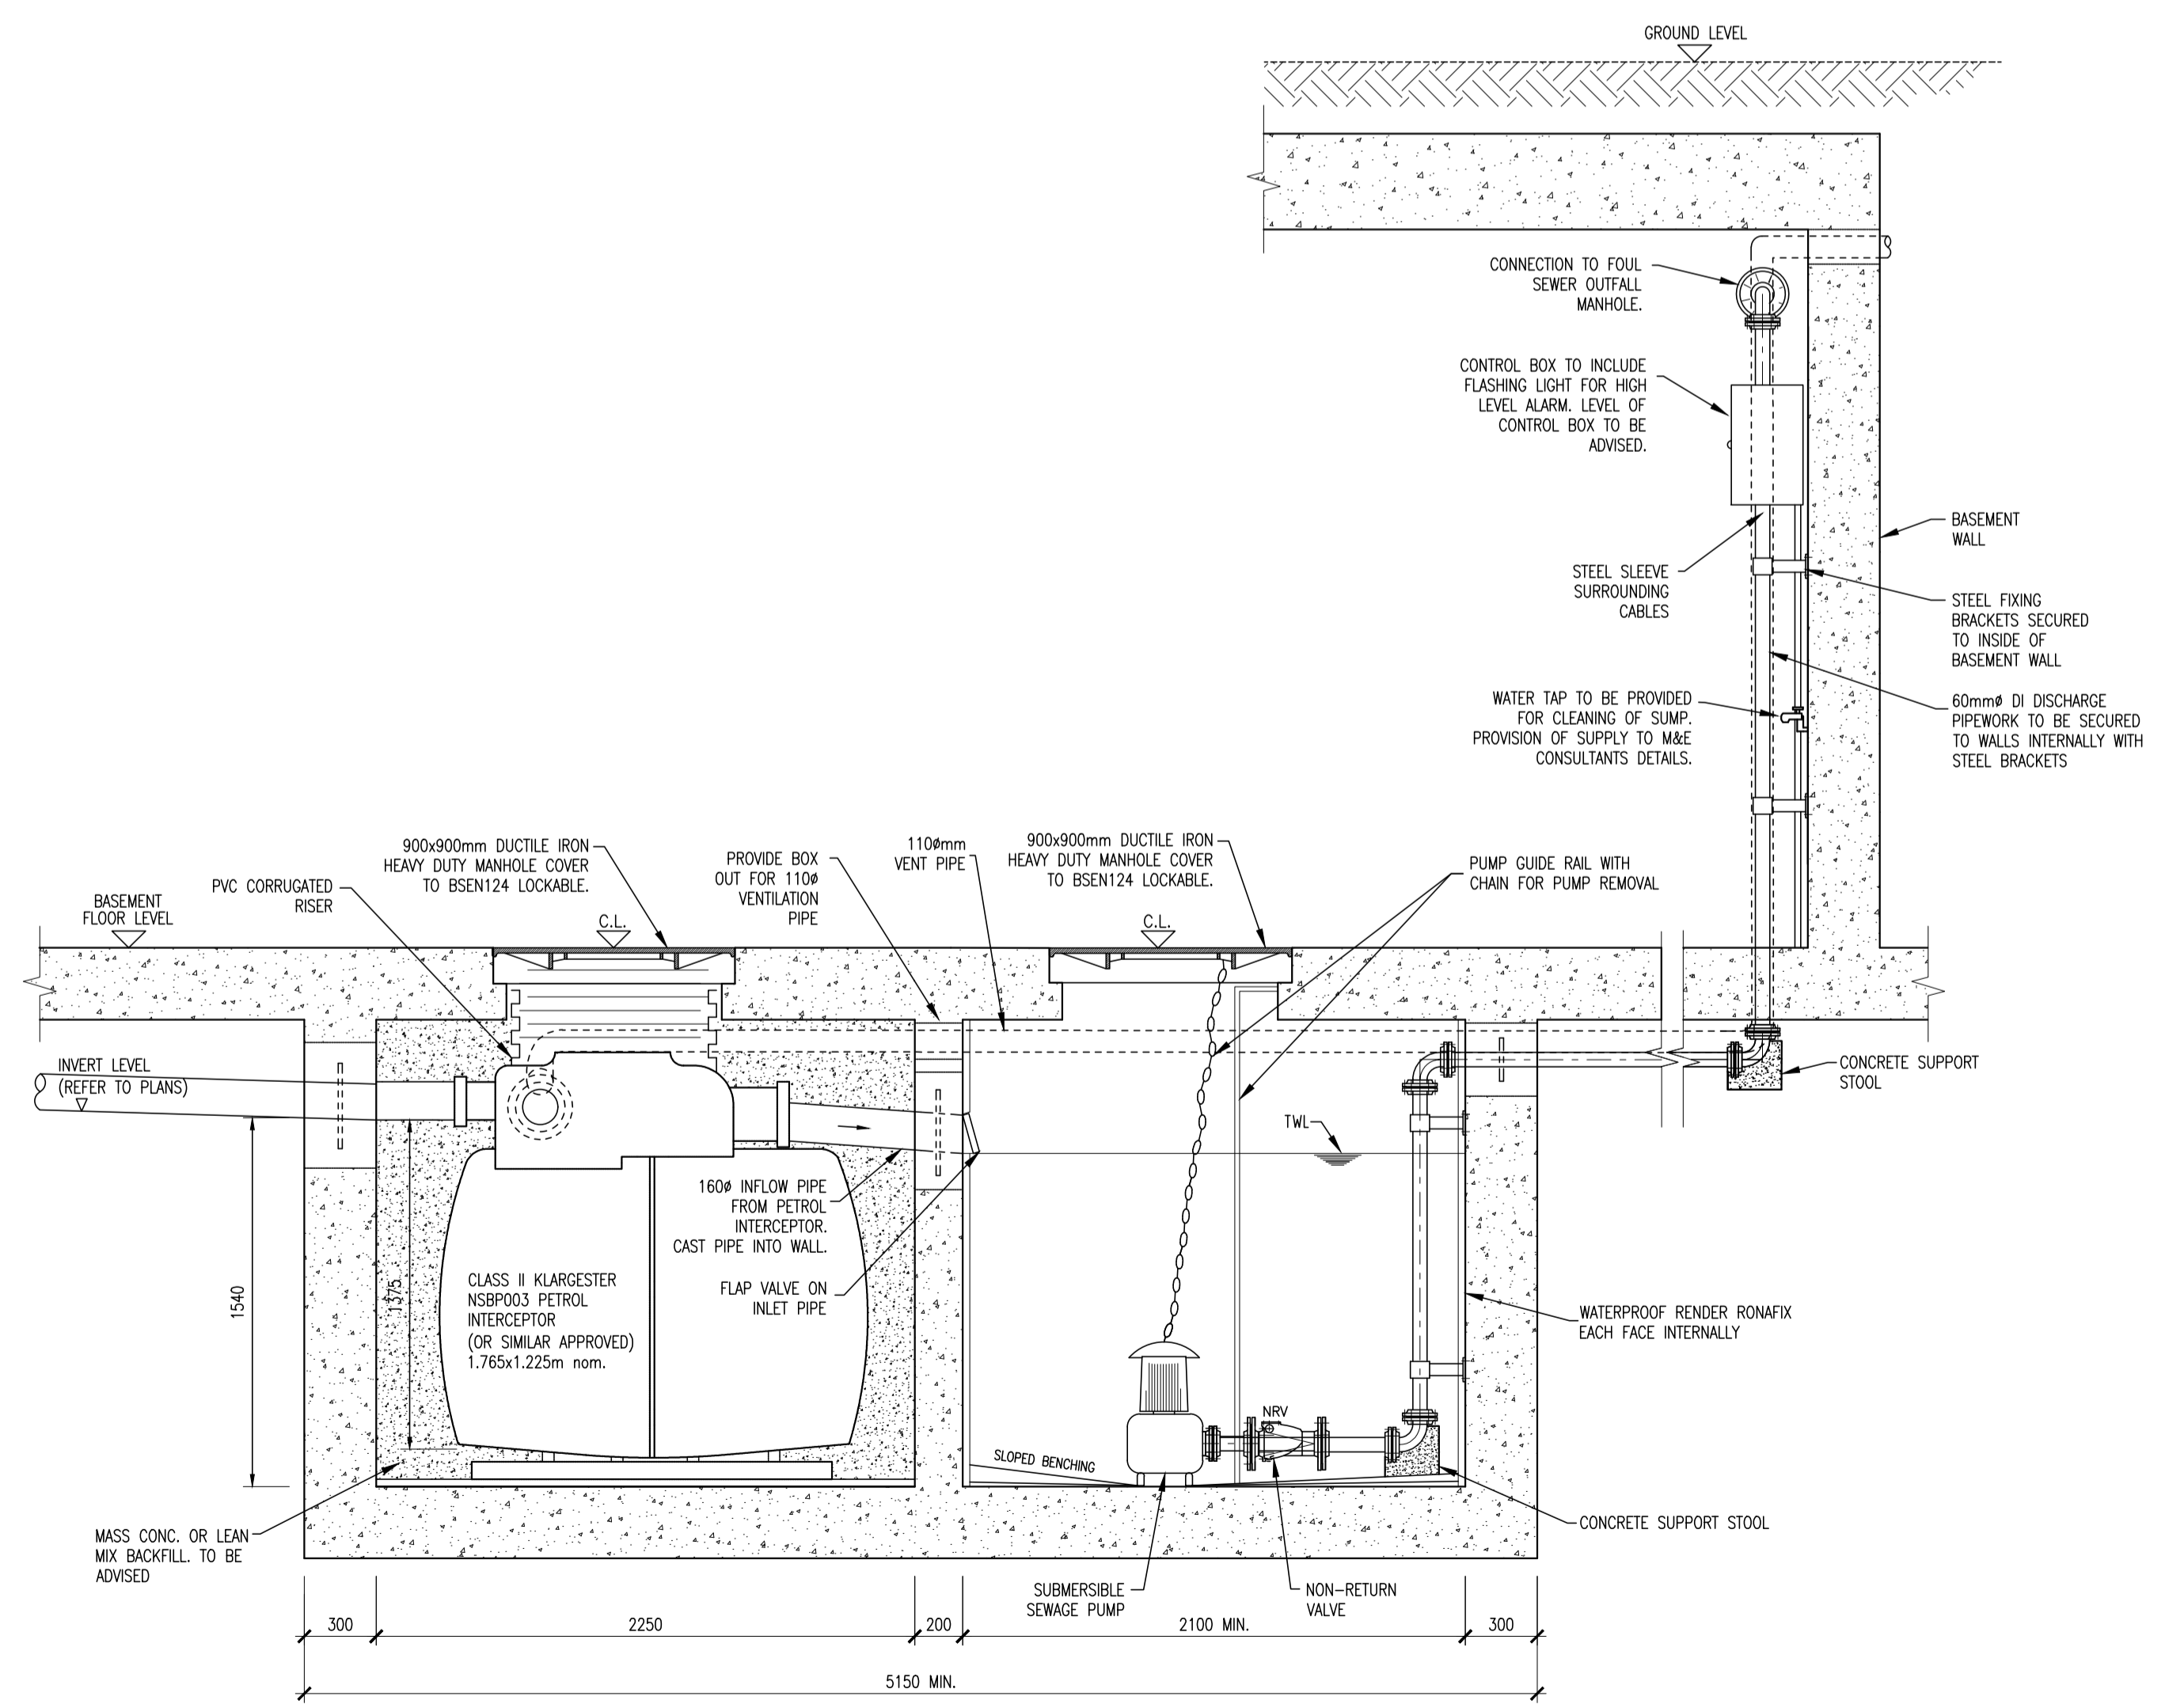 GROUND LEVEL
CONNECTION TO FOUL
SEWER OUTFALL
MANHOLE.
CONTROL BOX TO INCLUDE
FLASHING LIGHT FOR HIGH
LEVEL ALARM. LEVEL OF
CONTROL BOX TO BE
ADVISED.
BASEMENT
WALL
STEEL SLEEVE
SURROUNDING
CABLES
STEEL FIXING
BRACKETS SECURED
TO INSIDE OF
BASEMENT WALL
WATER TAP TO BE PROVIDED
FOR CLEANING OF SUMP.
PROVISION OF SUPPLY TO M&E
CONSULTANTS DETAILS.
60mmø DI DISCHARGE
PIPEWORK TO BE SECURED
TO WALLS INTERNALLY WITH
STEEL BRACKETS
BASEMENT
FLOOR LEVEL
PVC CORRUGATED
RISER
900x900mm DUCTILE IRON
HEAVY DUTY MANHOLE COVER
TO BSEN124 LOCKABLE.
C.L.
PROVIDE BOX
OUT FOR 110ø
VENTILATION
PIPE
110ømm
VENT PIPE
900x900mm DUCTILE IRON
HEAVY DUTY MANHOLE COVER
TO BSEN124 LOCKABLE.
C.L.
PUMP GUIDE RAIL WITH
CHAIN FOR PUMP REMOVAL
INVERT LEVEL
(REFER TO PLANS)
CONCRETE SUPPORT
STOOL
TWL
160ø INFLOW PIPE
FROM PETROL
INTERCEPTOR.
CAST PIPE INTO WALL.
FLAP VALVE ON
INLET PIPE
1540
1375
CLASS II KLARGESTER
NSBP003 PETROL
INTERCEPTOR
(OR SIMILAR APPROVED)
1.765x1.225m nom.
WATERPROOF RENDER RONAFIX
EACH FACE INTERNALLY
NRV
SLOPED BENCHING
CONCRETE SUPPORT STOOL
MASS CONC. OR LEAN
MIX BACKFILL. TO BE
ADVISED
SUBMERSIBLE
SEWAGE PUMP
NON-RETURN
VALVE
300
2250
200
2100 MIN.
300
5150 MIN.